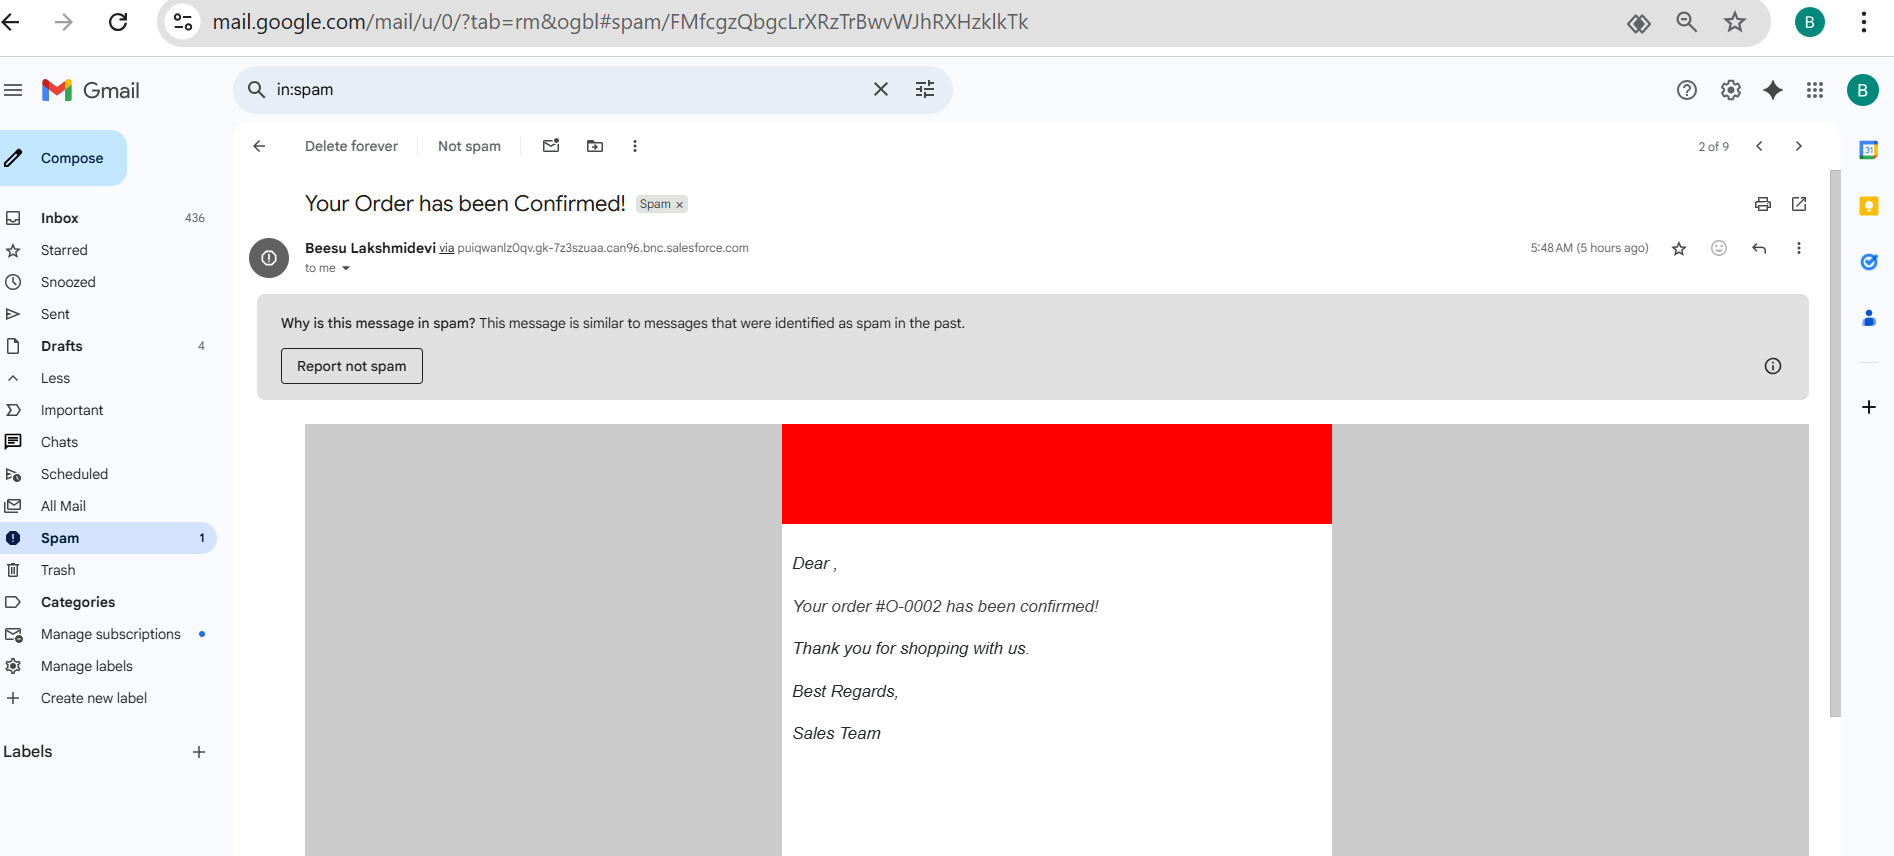 mail.google.com/mail/u/0/?tab=rm&ogbl#spam/FMfcgzQbgcLrXRzTrBwvWJhRXHzklkTk
B
Gmail
in:spam
B
Compose
Delete forever
Not spam
2 of 9
31
Your Order has been Confirmed!
Spam ×
Inbox 436
Beesu Lakshmidevi via puiqwanlz0qv.gk-7z3szuaa.can96.bnc.salesforce.com
5:48 AM (5 hours ago)
to me
Starred
Snoozed
Sent
Drafts 4
Less
Important
Chats
Scheduled
All Mail
Spam 1
Trash
Categories
Manage subscriptions
Manage labels
Create new label
Labels
Why is this message in spam? This message is similar to messages that were identified as spam in the past.
Report not spam
Dear ,
Your order #O-0002 has been confirmed!
Thank you for shopping with us.
Best Regards,
Sales Team